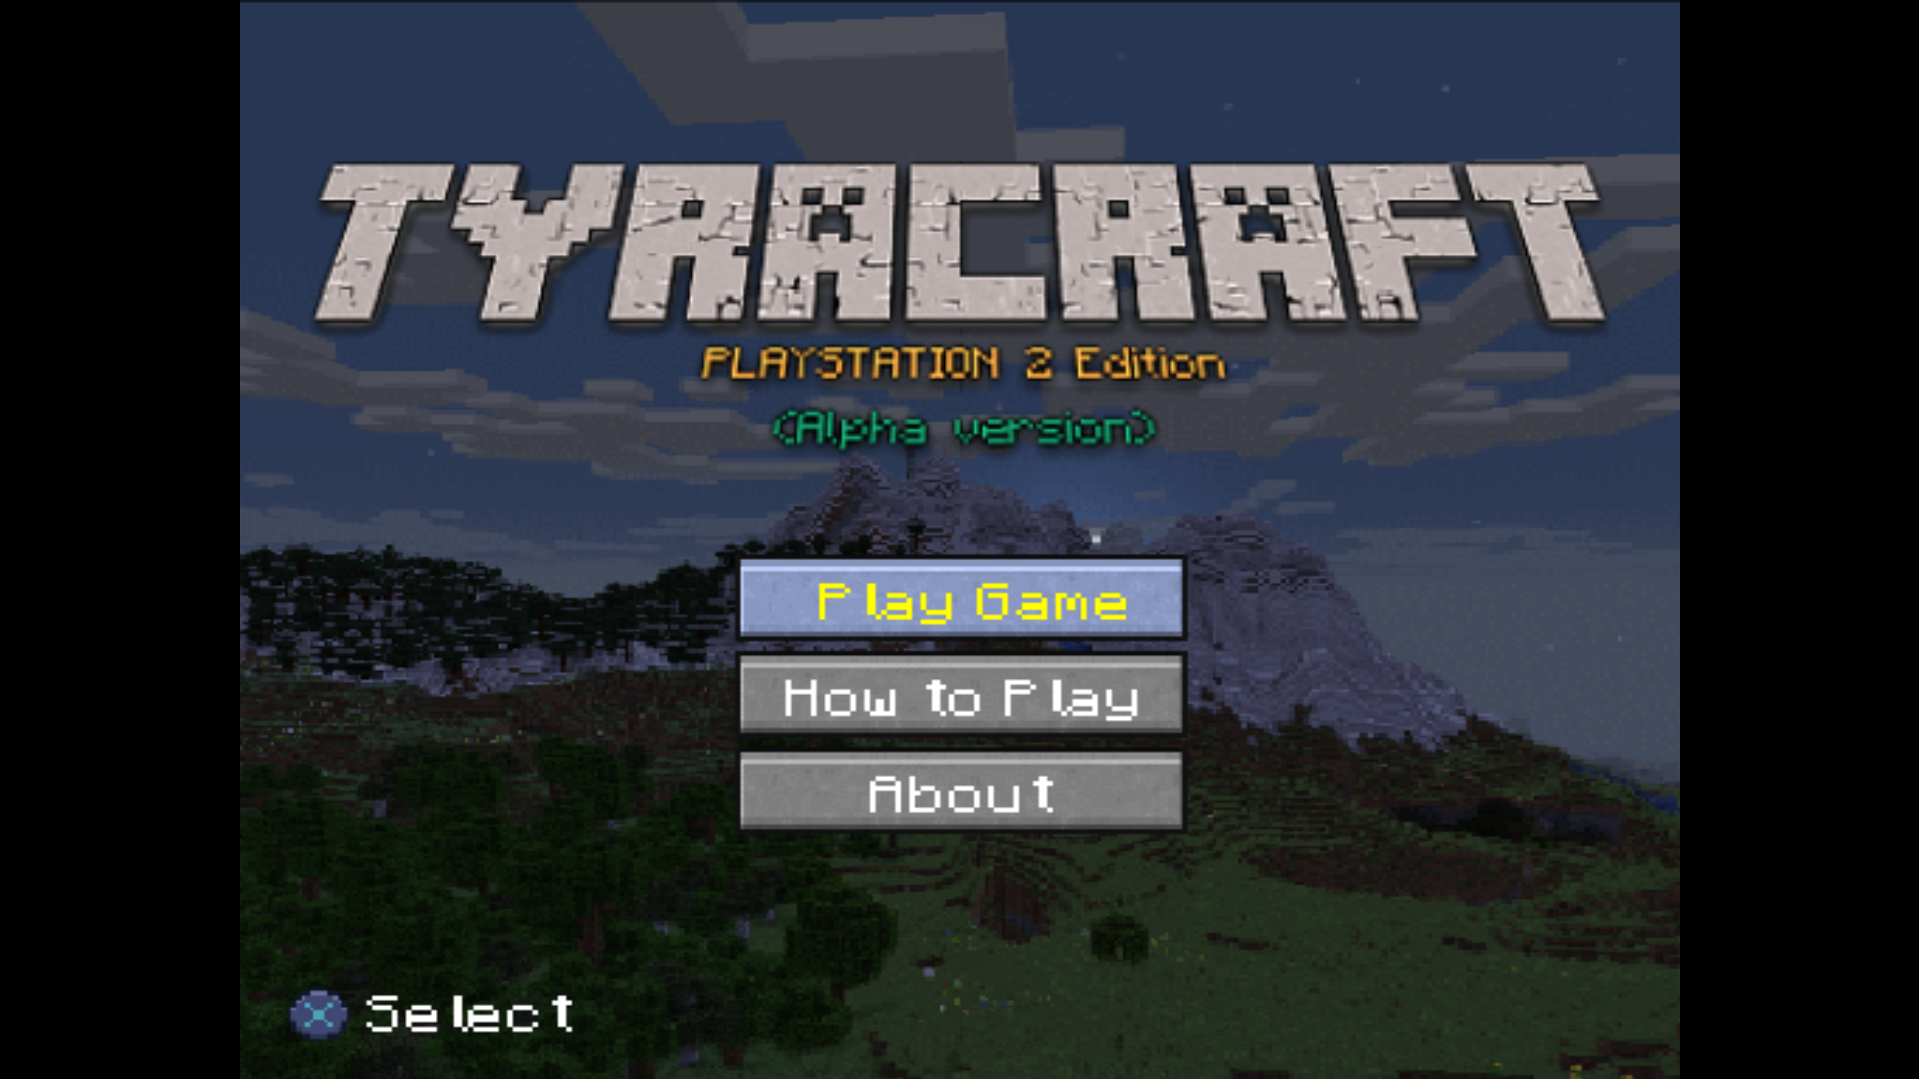 TYRACRAFT
PLAYSTATION 2 Edition
(Alpha version)
Play Game
How to Play
About
Select